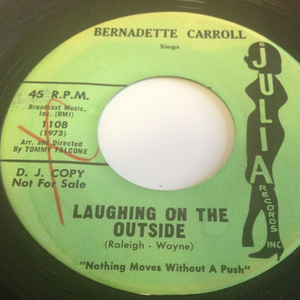 BERNADETTE CARROLL
Sings
45 R.P.M.
Broadcast Music,
Inc. (BMI)
1108
(1973)
Arr. and Directed
By TOMMY FALCONE
D. J. COPY
Not For Sale
JULIA
RECORDS
INC
LAUGHING ON THE
OUTSIDE
(Raleigh - Wayne)
"Nothing Moves Without A Push"